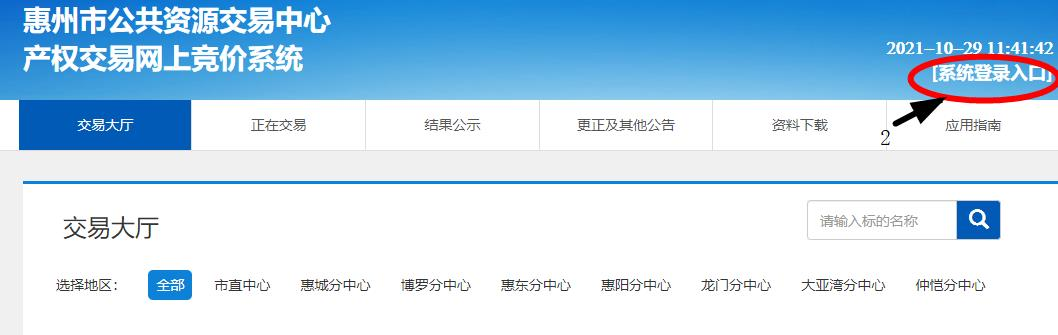 惠州市公共资源交易中心
产权交易网上竞价系统
2021-10-29 11:41:42
[系统登录入口]
交易大厅 正在交易 结果公示 更正及其他公告 资料下载 应用指南
2
交易大厅
请输入标的名称
选择地区： 全部 市直中心 惠城分中心 博罗分中心 惠东分中心 惠阳分中心 龙门分中心 大亚湾分中心 仲恺分中心